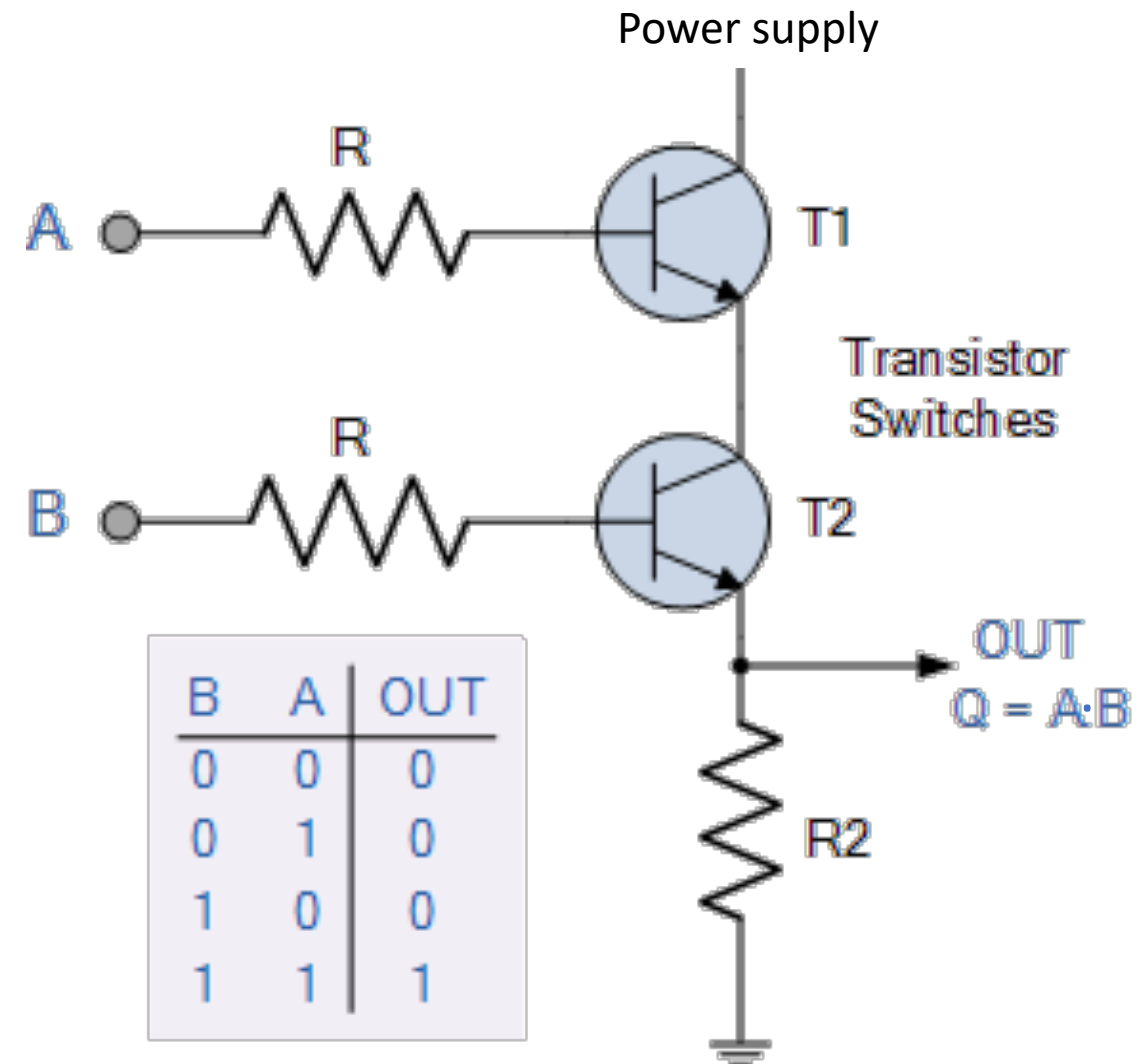 Power supply
R
A
T1
Transistor
Switches
R
B
T2
OUT
Q = A·B
B A OUT
0 0 0
0 1 0
1 0 0
1 1 1
R2